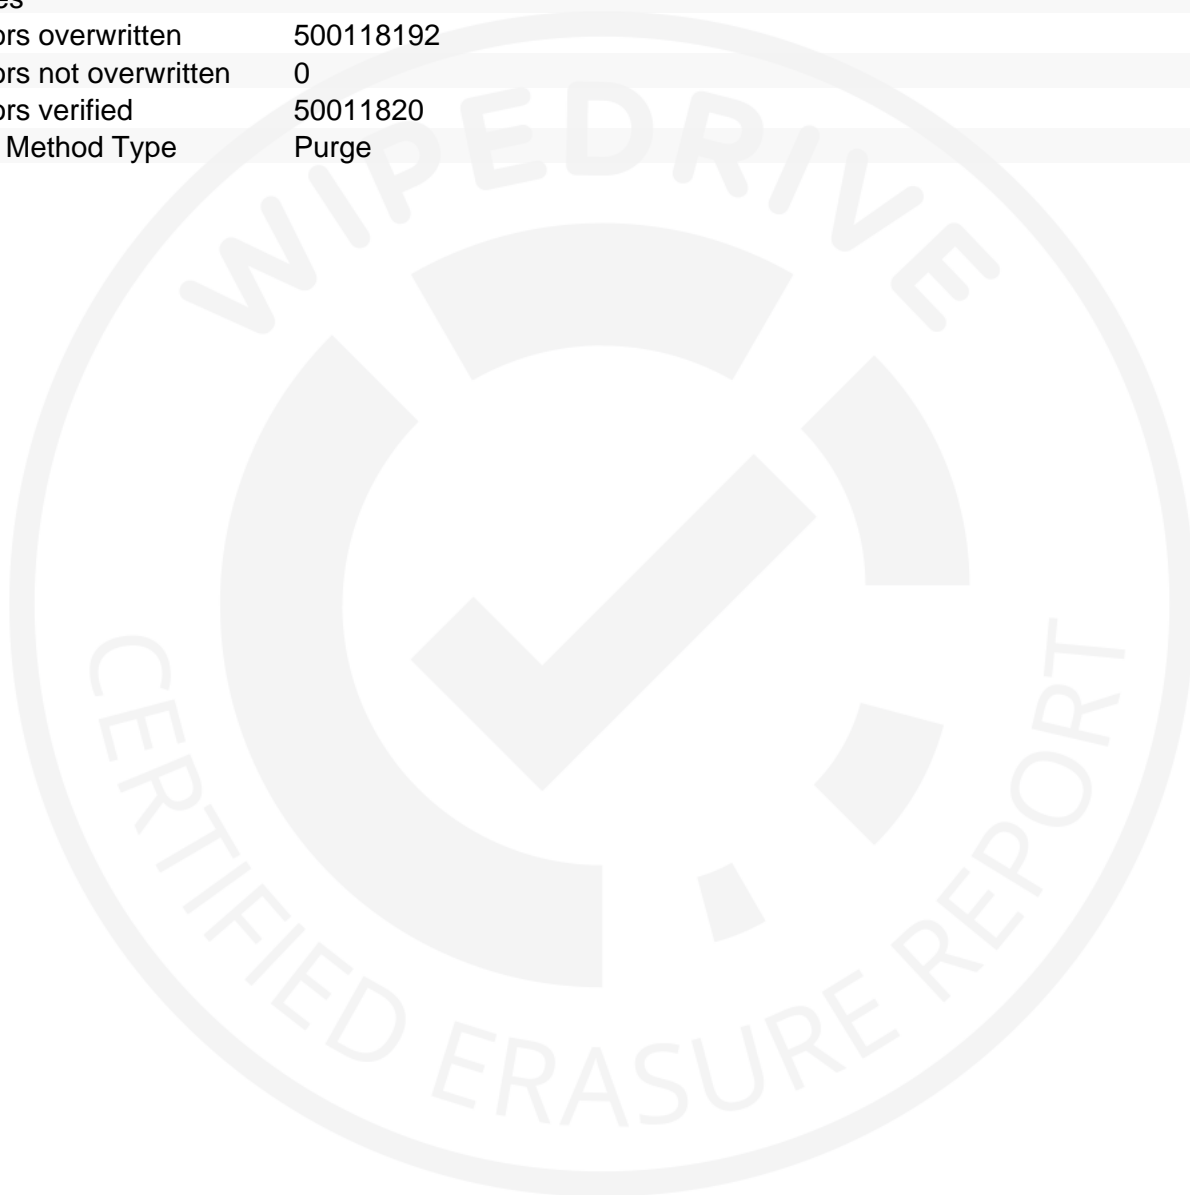 es
ors overwritten 500118192
ors not overwritten 0
ors verified 50011820
Method Type Purge
WIPEDRIVE
CERTIFIED ERASURE REPORT